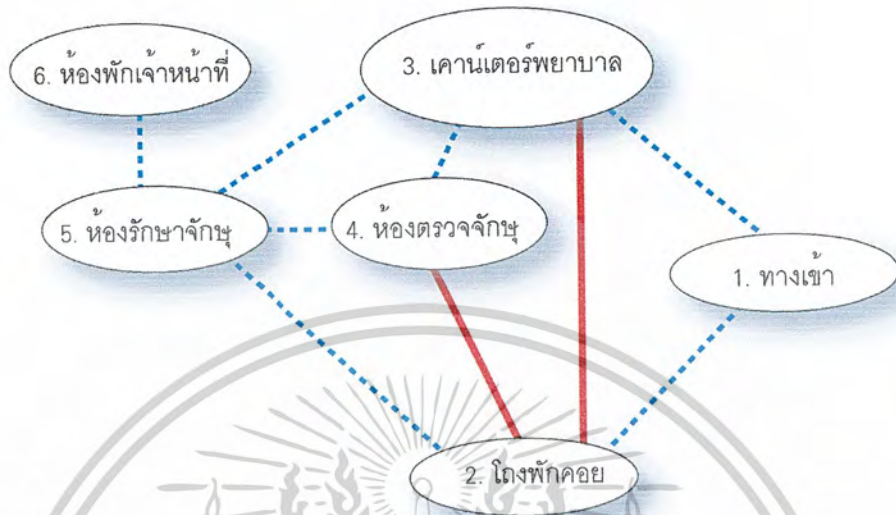 6. ห้องพักเจ้าหน้าที่
3. เคาน์เตอร์พยาบาล
5. ห้องรักษาจักษุ
4. ห้องตรวจจักษุ
1. ทางเข้า
2. โถงพักคอย